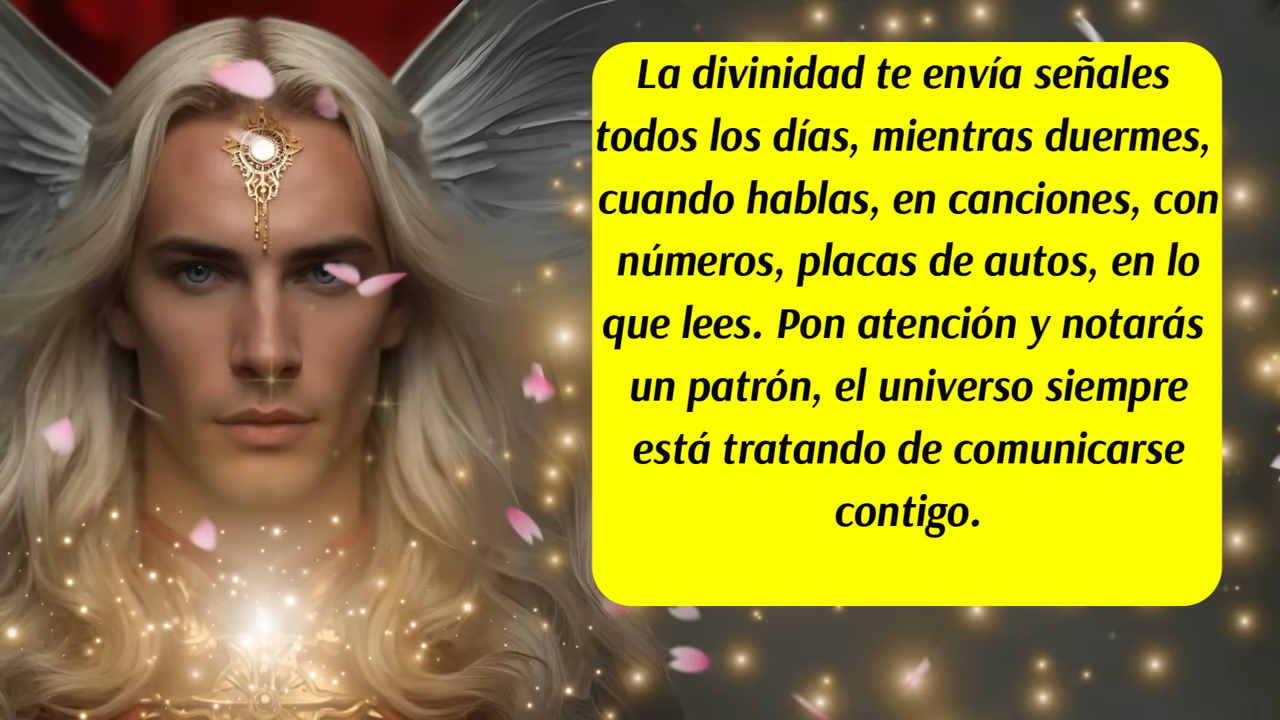 La divinidad te envía señales
todos los días, mientras duermes,
cuando hablas, en canciones, con
números, placas de autos, en lo
que lees. Pon atención y notarás
un patrón, el universo siempre
está tratando de comunicarse
contigo.